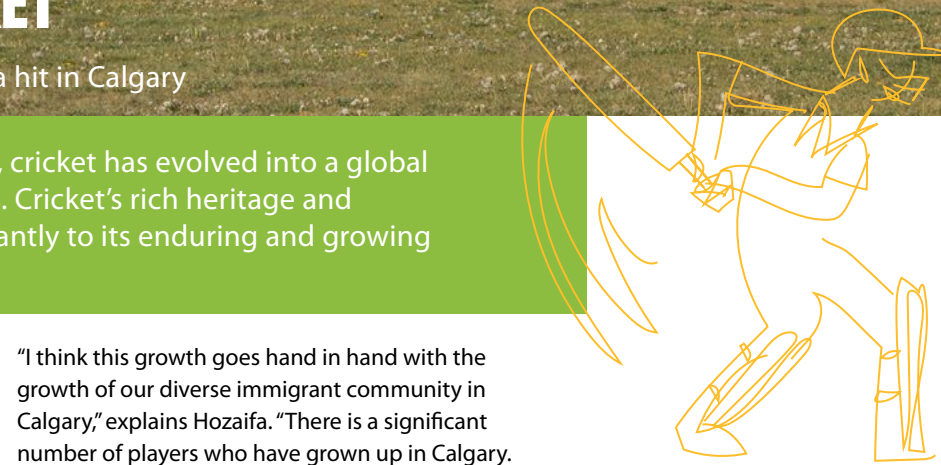 a hit in Calgary
, cricket has evolved into a global
. Cricket’s rich heritage and
antly to its enduring and growing
“I think this growth goes hand in hand with the
growth of our diverse immigrant community in
Calgary,” explains Hozaifa. “There is a significant
number of players who have grown up in Calgary.